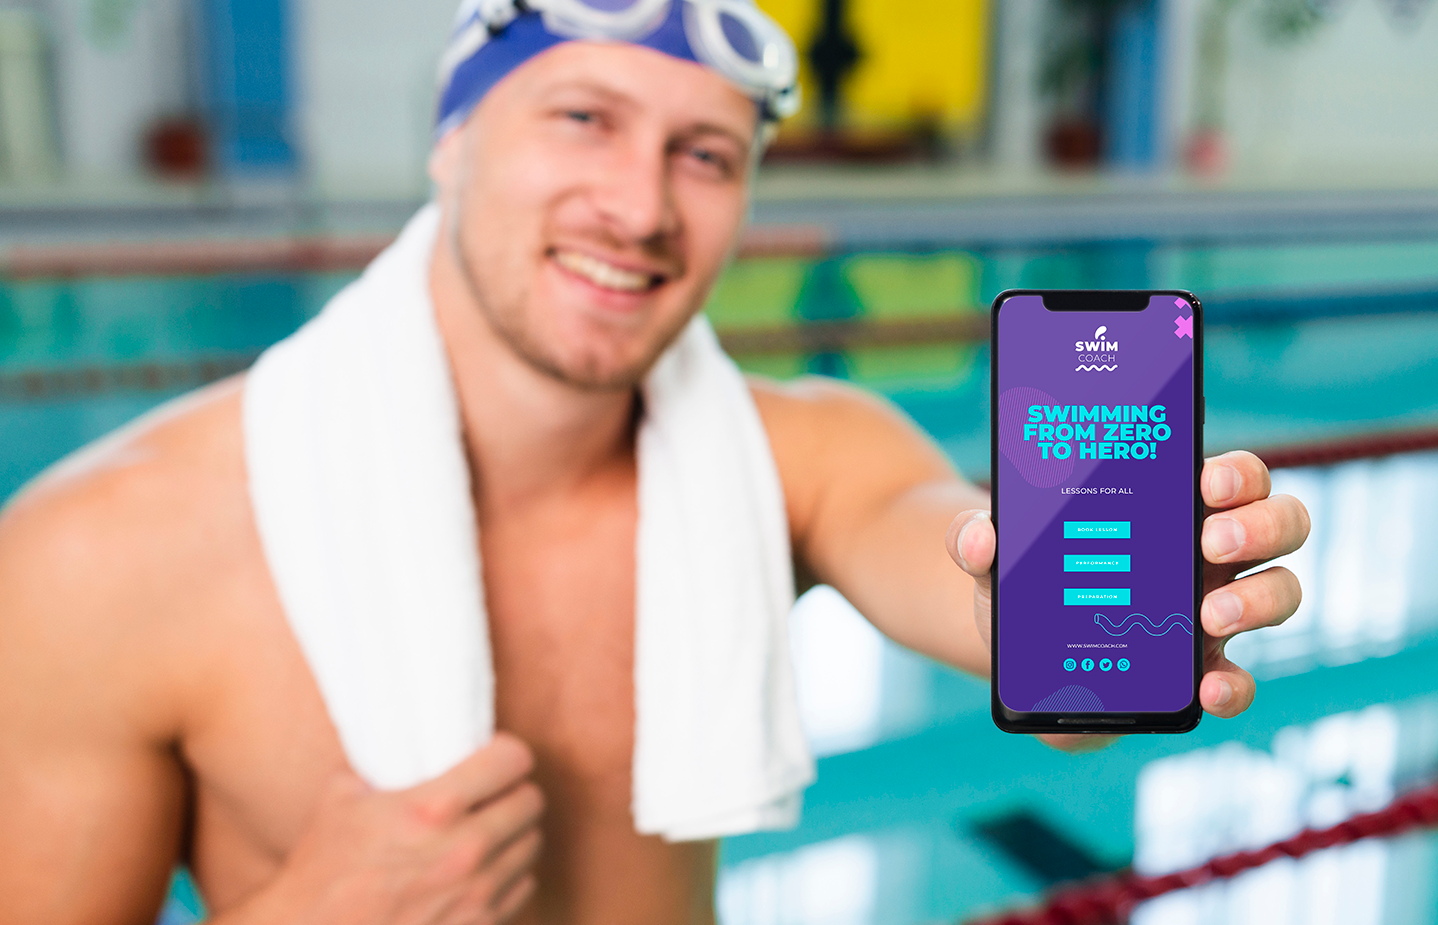 SWIM
COACH
SWIMMING
FROM ZERO
TO HERO!
LESSONS FOR ALL
BOOK LESSON
PERFORMANCE
PREPARATION
WWW.SWIMCOACH.COM